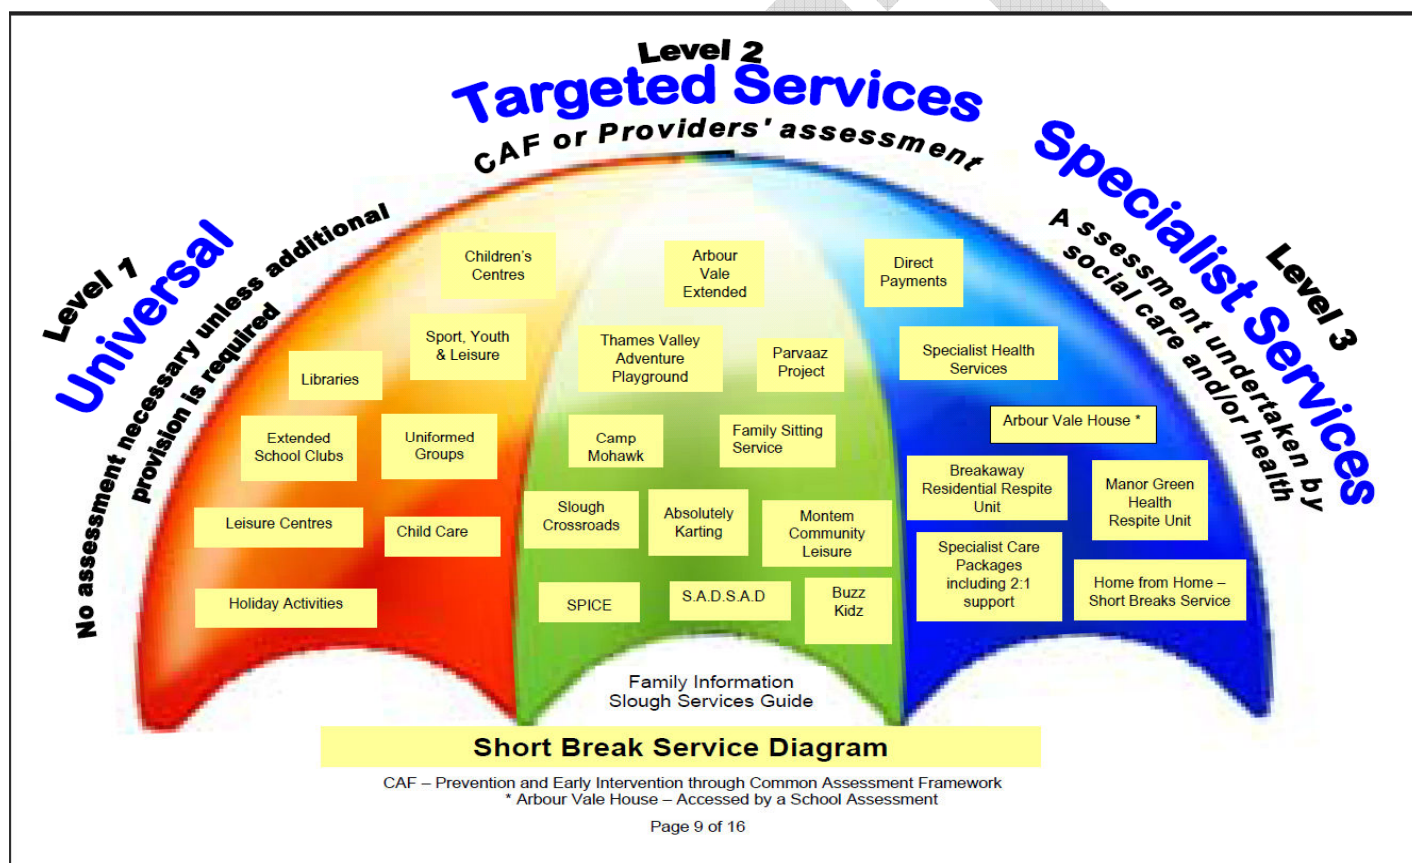 Level 1
Universal
No assessment necessary unless additional
provision is required
Level 2
Targeted Services
CAF or Providers' assessment
Level 3
Specialist Services
Assessment undertaken by
social care and/or health
Children's
Centres
Sport, Youth
& Leisure
Libraries
Extended
School Clubs
Uniformed
Groups
Leisure Centres
Child Care
Holiday Activities
Arbour
Vale
Extended
Thames Valley
Adventure
Playground
Parvaaz
Project
Camp
Mohawk
Family Sitting
Service
Slough
Crossroads
Absolutely
Karting
Montem
Community
Leisure
SPICE
S.A.D.S.A.D
Buzz
Kidz
Direct
Payments
Specialist Health
Services
Arbour Vale House *
Breakaway
Residential Respite
Unit
Manor Green
Health
Respite Unit
Specialist Care
Packages
including 2:1
support
Home from Home –
Short Breaks Service
Family Information
Slough Services Guide
Short Break Service Diagram
CAF – Prevention and Early Intervention through Common Assessment Framework
* Arbour Vale House – Accessed by a School Assessment
Page 9 of 16